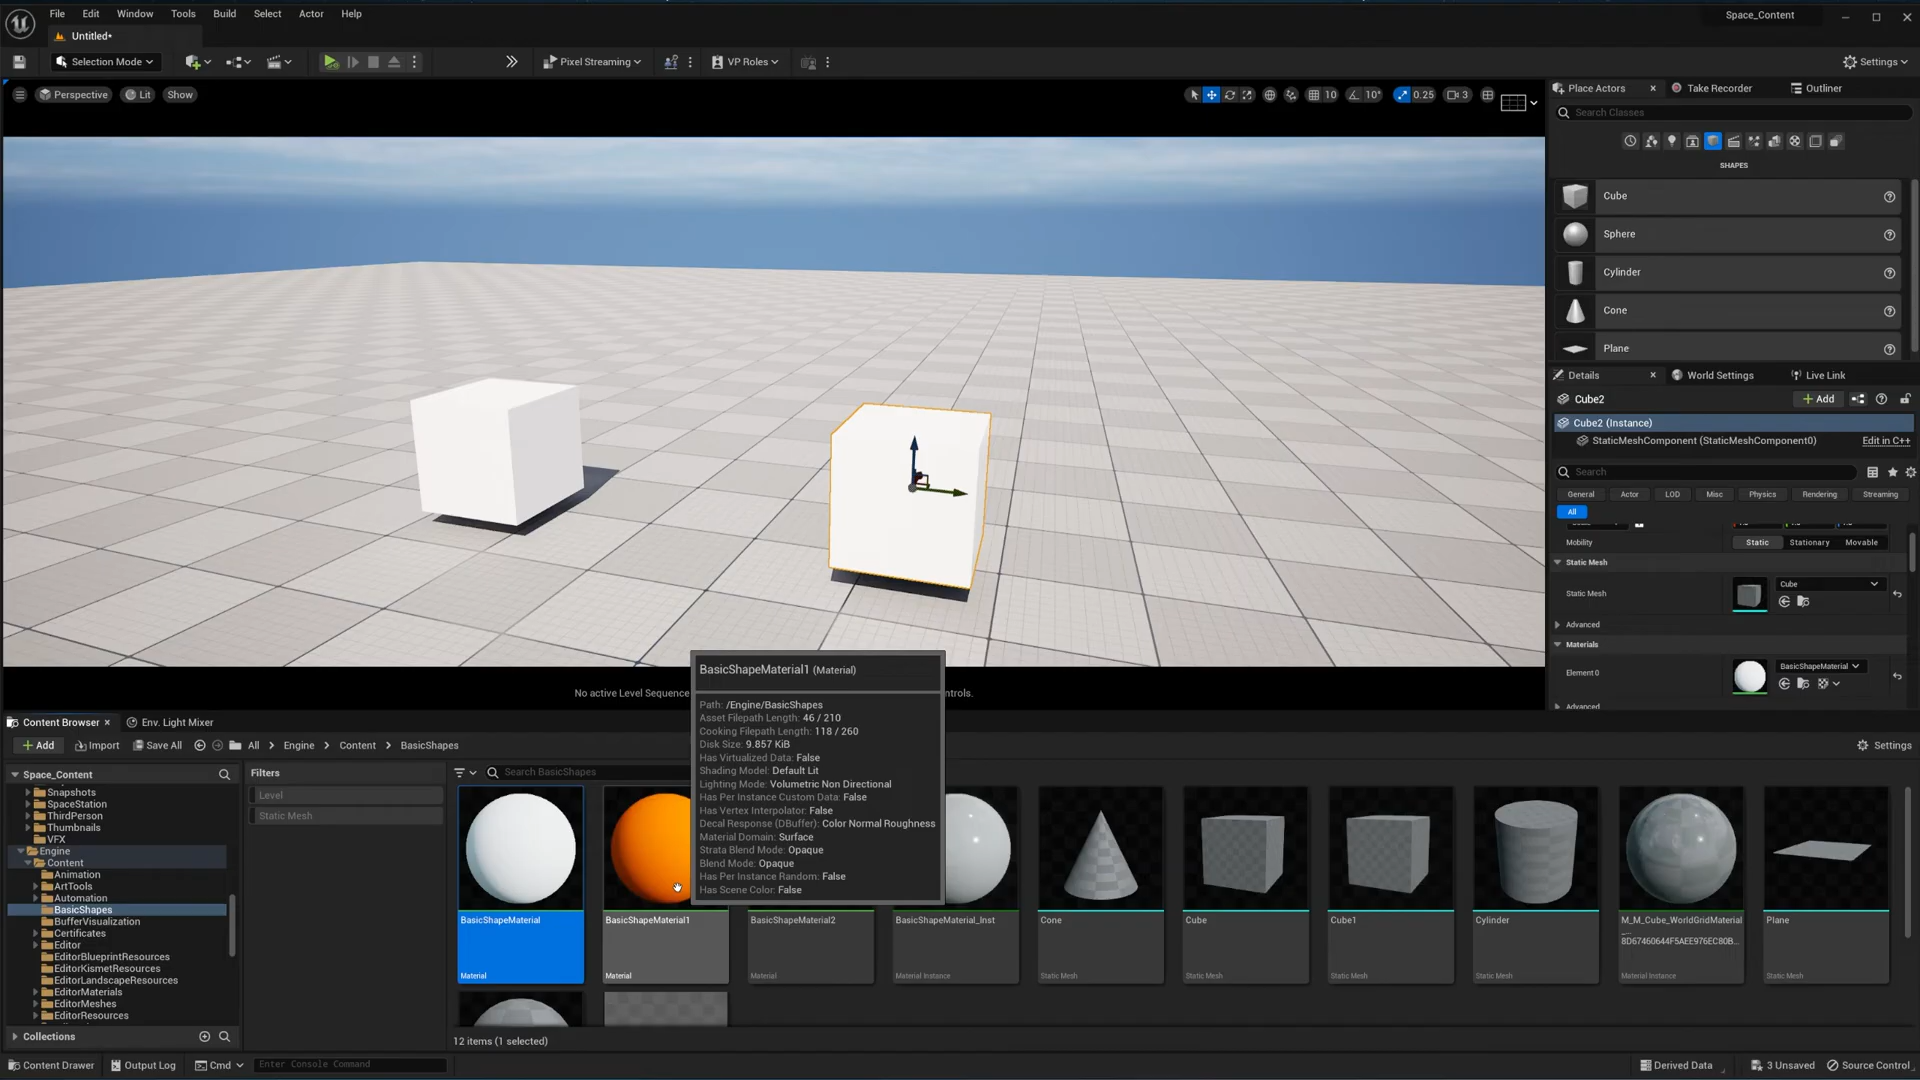 File Edit Window Tools Build Select Actor Help
Space_Content
Untitled*
Selection Mode
Pixel Streaming
VP Roles
Settings
Perspective
Lit
Show
10
10°
0.25
3
Place Actors
Take Recorder
Outliner
Search Classes
SHAPES
Cube
Sphere
Cylinder
Cone
Plane
Details
World Settings
Live Link
Cube2
Add
Cube2 (Instance)
StaticMeshComponent (StaticMeshComponent0)
Edit in C++
Search
General Actor LOD Misc Physics Rendering Streaming
All
Mobility
Static Stationary Movable
Static Mesh
Static Mesh
Cube
Advanced
Materials
Element 0
BasicShapeMaterial
Advanced
No active Level Sequence
controls.
BasicShapeMaterial1 (Material)
Path: /Engine/BasicShapes
Asset Filepath Length: 46 / 210
Cooking Filepath Length: 118 / 260
Disk Size: 9.857 KiB
Has Virtualized Data: False
Shading Model: Default Lit
Lighting Mode: Volumetric Non Directional
Has Per Instance Custom Data: False
Has Vertex Interpolator: False
Decal Response (DBuffer): Color Normal Roughness
Material Domain: Surface
Strata Blend Mode: Opaque
Blend Mode: Opaque
Has Per Instance Random: False
Has Scene Color: False
Content Browser
Env. Light Mixer
Add
Import
Save All
All
Engine
Content
BasicShapes
Settings
Space_Content
Snapshots
SpaceStation
ThirdPerson
Thumbnails
VFX
Engine
Content
Animation
ArtTools
Automation
BasicShapes
BufferVisualization
Certificates
Editor
EditorBlueprintResources
EditorKismetResources
EditorLandscapeResources
EditorMaterials
EditorMeshes
EditorResources
Collections
Filters
Level
Static Mesh
Search BasicShapes
BasicShapeMaterial
Material
BasicShapeMaterial1
Material
BasicShapeMaterial2
Material
BasicShapeMaterial_Inst
Material Instance
Cone
Static Mesh
Cube
Static Mesh
Cube1
Static Mesh
Cylinder
Static Mesh
M_M_Cube_WorldGridMaterial
_...
8D67460644F5AEE976EC80B...
Material Instance
Plane
Static Mesh
12 items (1 selected)
Content Drawer
Output Log
Cmd
Enter Console Command
Derived Data
3 Unsaved
Source Control